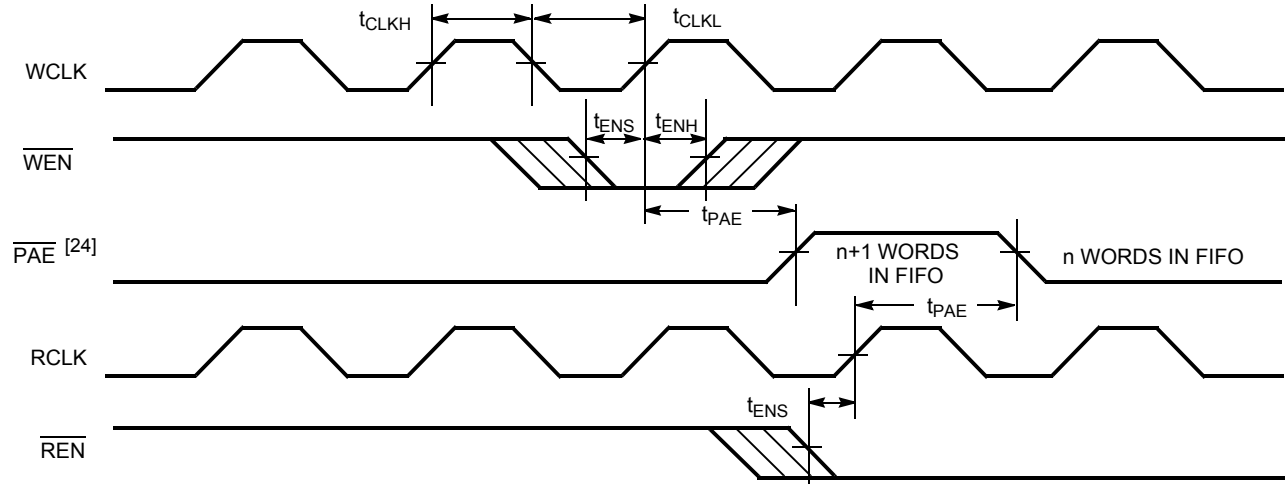 tCLKH
tCLKL
WCLK
tENS
tENH
WEN
tPAE
PAE [24]
n+1 WORDS
IN FIFO
n WORDS IN FIFO
tPAE
RCLK
tENS
REN